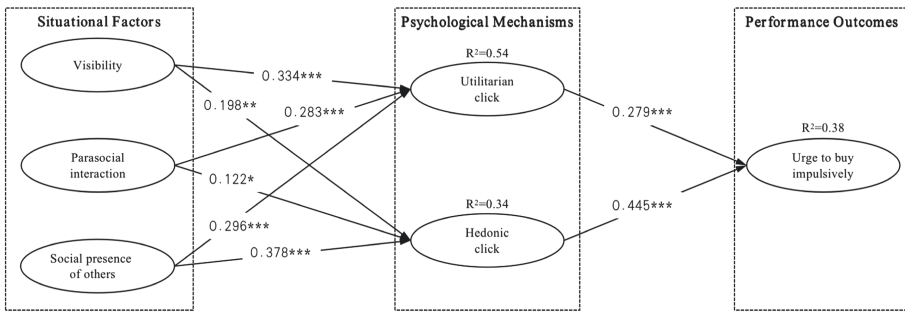 Situational Factors
Psychological Mechanisms
Performance Outcomes
Visibility
R²=0.54
Utilitarian
click
0.334***
0.198**
0.283***
0.279***
R²=0.38
Parasocial
interaction
Urge to buy
impulsively
0.122*
R²=0.34
0.296***
0.445***
Hedonic
click
0.378***
Social presence
of others